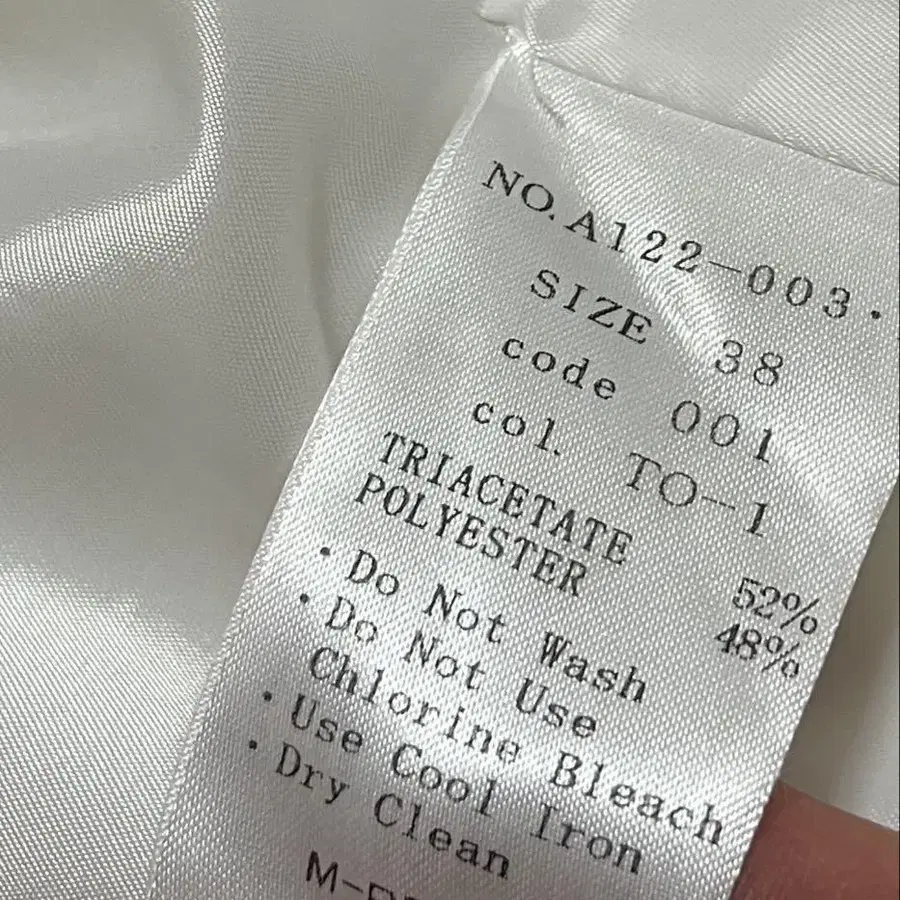 NO. A122-003.
SIZE 38
code 001
col. TO-1
TRIACETATE 52%
POLYESTER 48%
· Do Not Wash
· Do Not Use
Chlorine Bleach
· Use Cool Iron
· Dry Clean